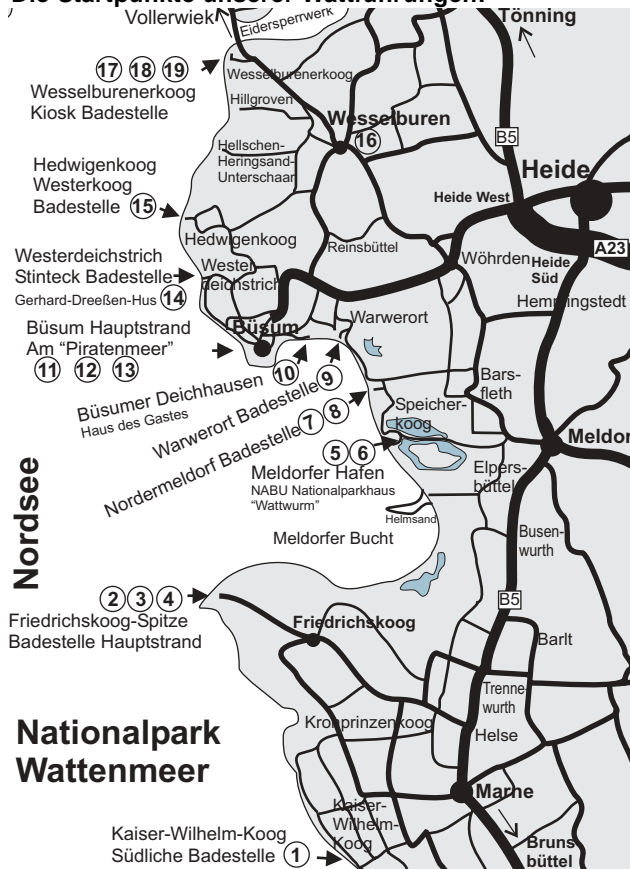 Die Startpunkte unserer Wattführungen:
Vollerwiek
Eidersperrwerk
Tönning
17 18 19
Wesselburenerkoog
Kiosk Badestelle
Wesselburenerkoog
Hillgroven
Wesselburen
16
B5
Hellschen-
Heringsand-
Unterschaar
Heide
Hedwigenkoog
Westerkoog
Badestelle 15
Heide West
Hedwigenkoog
Reinsbüttel
A23
Wöhrden
Heide
Süd
Westerdeichstrich
Stinteck Badestelle
Gerhard-Dreeßen-Hus 14
Wester-
deichstrich
Hemmingstedt
Büsum Hauptstrand
Am "Piratenmeer"
11 12 13
Büsum
Warwerort
Büsumer Deichhausen 10
Haus des Gastes
Warwerort Badestelle 9
Nordermeldorf Badestelle 7 8
Bars-
fleth
Speicher-
koog
5 6
Meldorfer Hafen
NABU Nationalparkhaus
"Wattwurm"
Meldor
Elpers-
büttel
Helmsand
Meldorfer Bucht
Busen-
wurth
Nordsee
2 3 4
Friedrichskoog-Spitze
Badestelle Hauptstrand
B5
Friedrichskoog
Barlt
Trenne-
wurth
Kronprinzenkoog
Helse
Nationalpark
Wattenmeer
Marne
Kaiser-
Wilhelm-
Koog
Kaiser-Wilhelm-Koog
Südliche Badestelle 1
Bruns
büttel